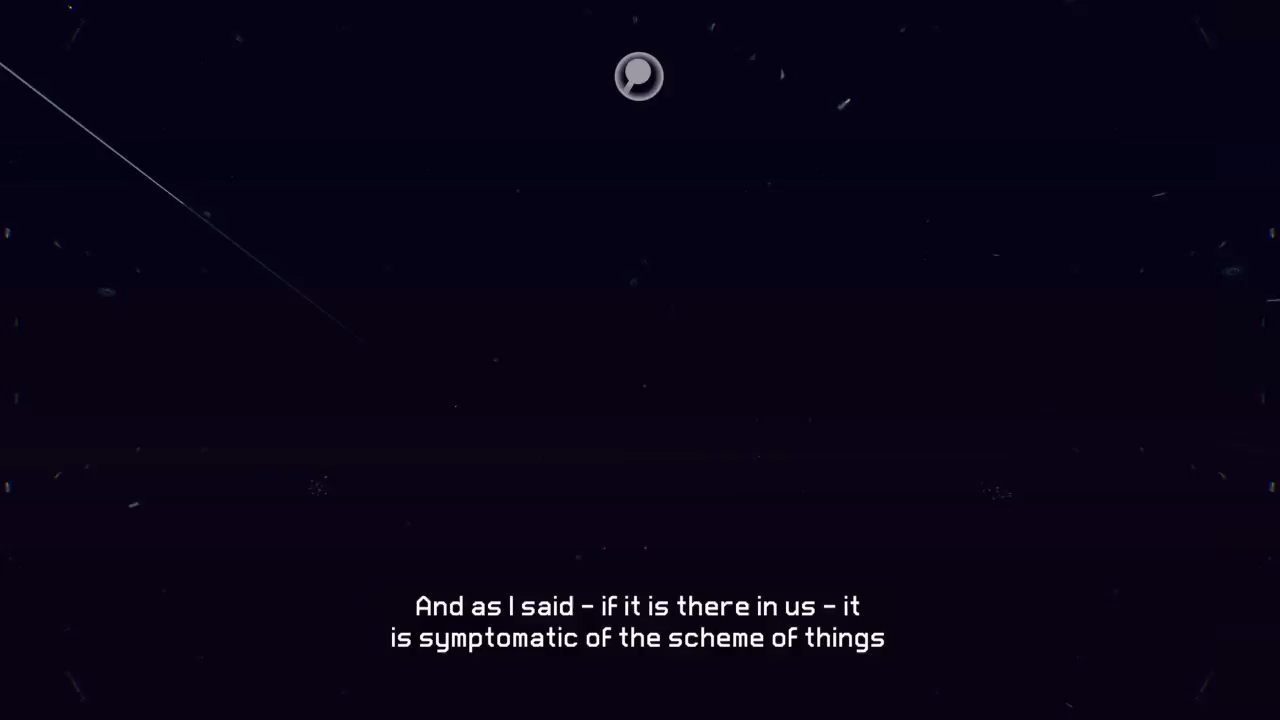 And as I said - if it is there in us - it
is symptomatic of the scheme of things